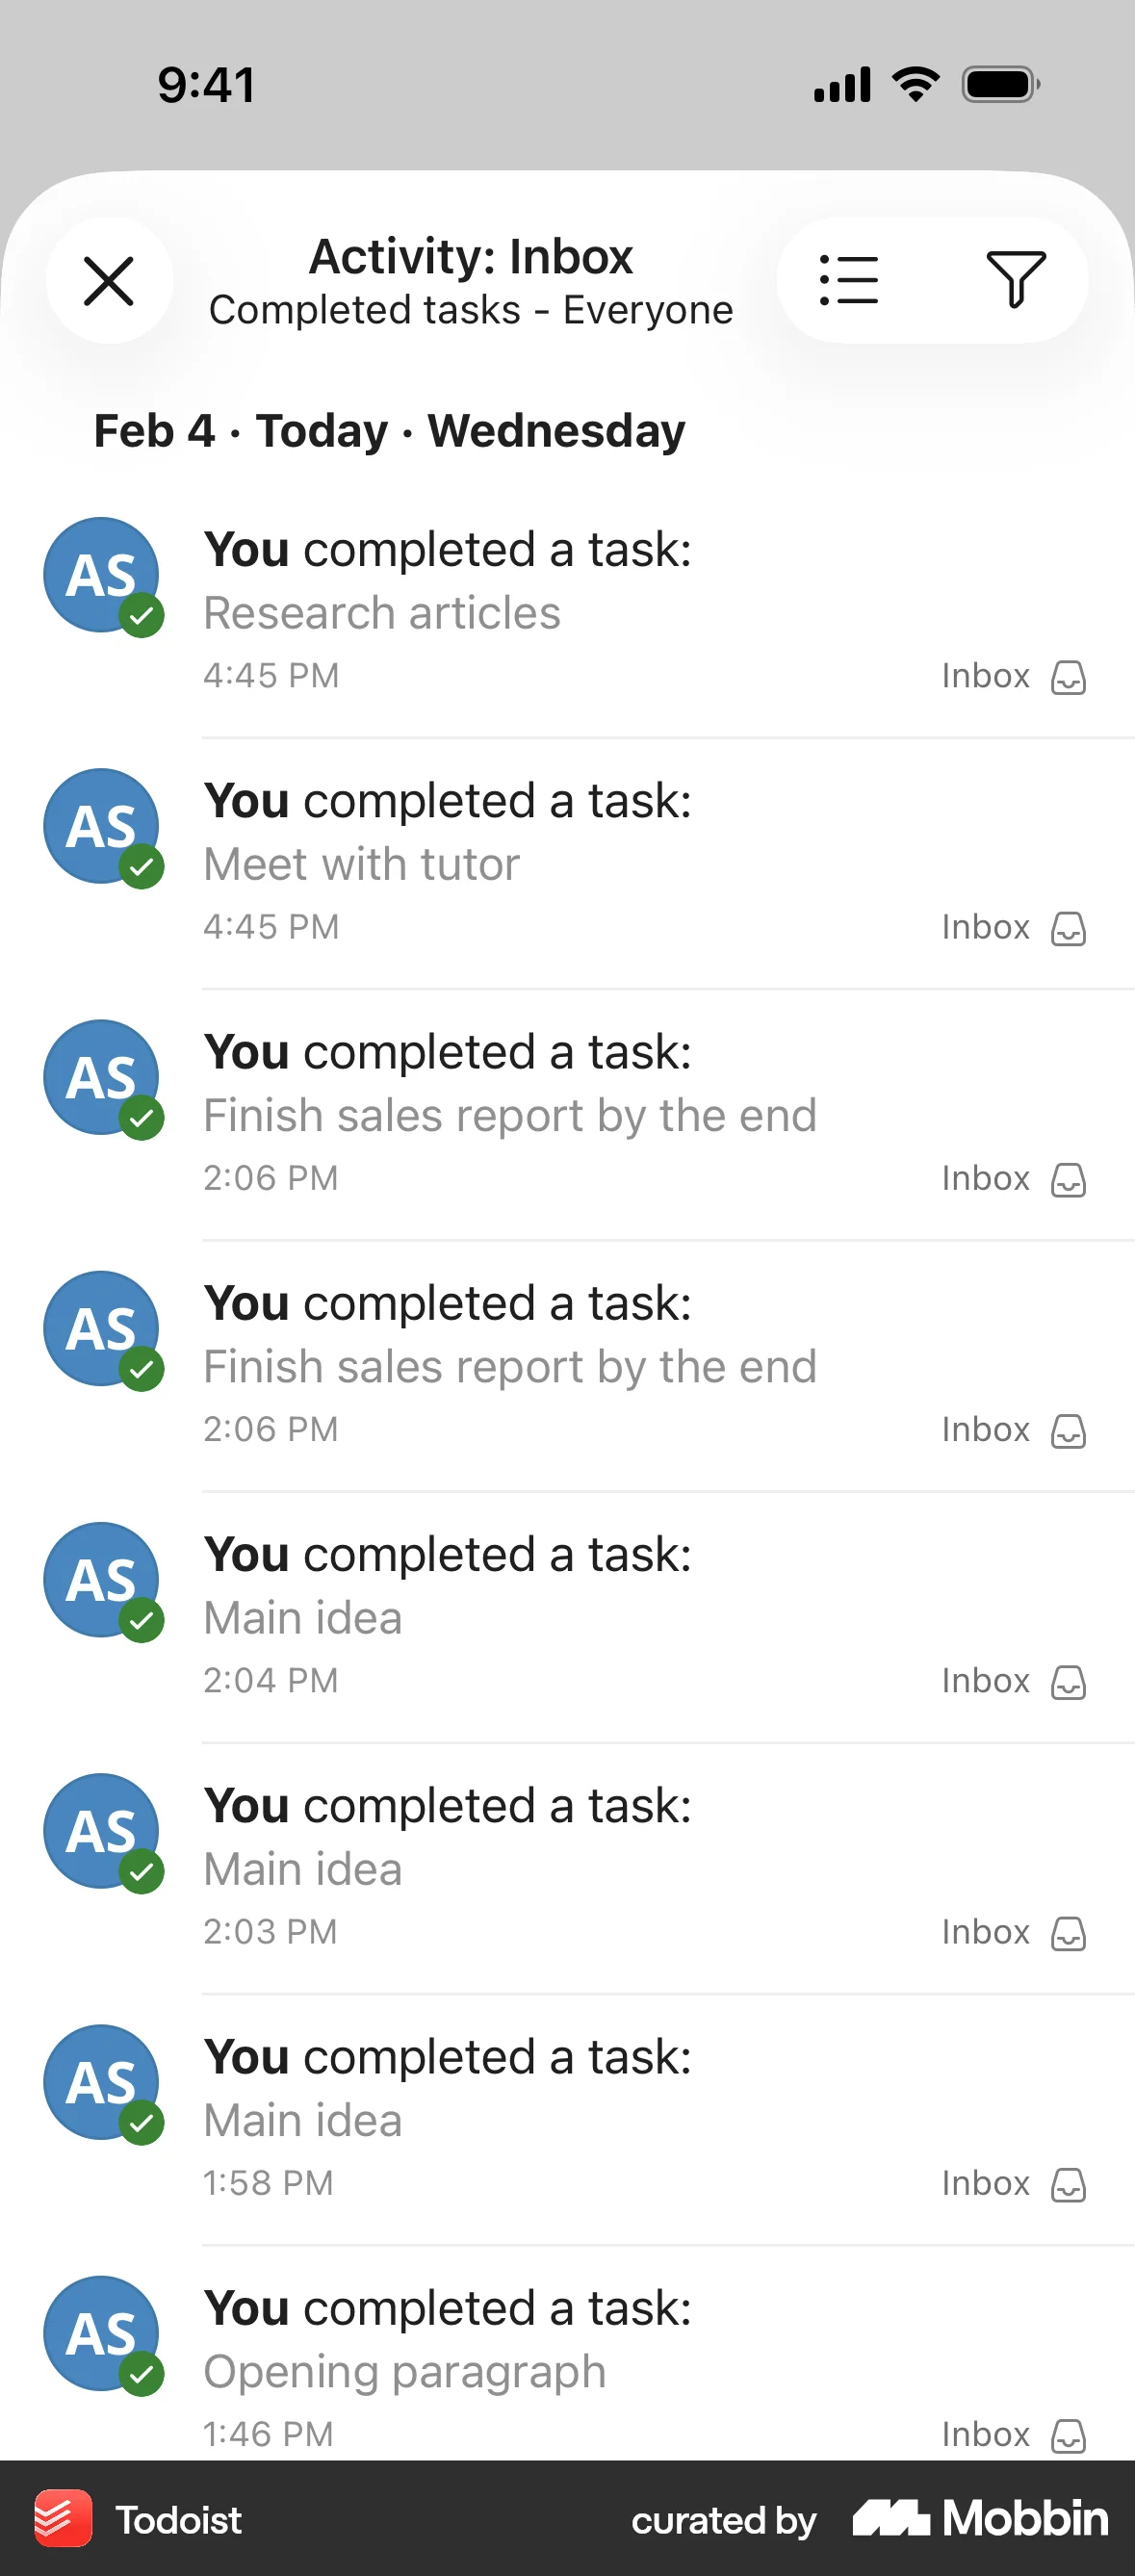 9:41
Activity: Inbox
Completed tasks - Everyone
Feb 4 · Today · Wednesday
AS
You completed a task:
Research articles
4:45 PM
Inbox
AS
You completed a task:
Meet with tutor
4:45 PM
Inbox
AS
You completed a task:
Finish sales report by the end
2:06 PM
Inbox
AS
You completed a task:
Finish sales report by the end
2:06 PM
Inbox
AS
You completed a task:
Main idea
2:04 PM
Inbox
AS
You completed a task:
Main idea
2:03 PM
Inbox
AS
You completed a task:
Main idea
1:58 PM
Inbox
AS
You completed a task:
Opening paragraph
1:46 PM
Inbox
Todoist
curated by Mobbin